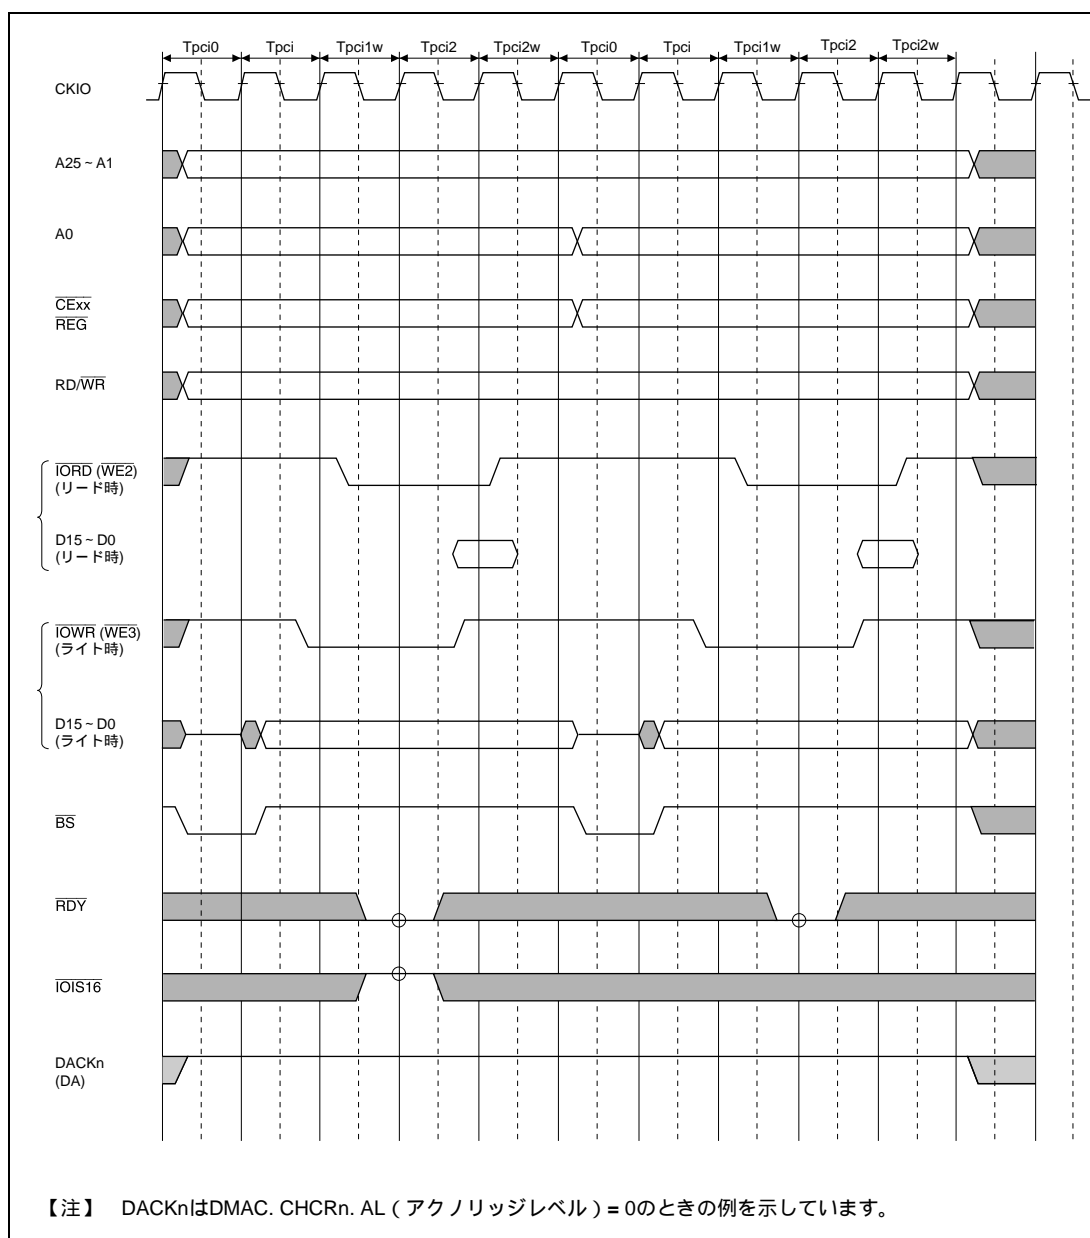 Tpci0 Tpci Tpci1w Tpci2 Tpci2w Tpci0 Tpci Tpci1w Tpci2 Tpci2w
CKIO
A25 ~ A1
A0
CExx
REG
RD/WR
IORD (WE2)
(リード時)
D15 ~ D0
(リード時)
IOWR (WE3)
(ライト時)
D15 ~ D0
(ライト時)
BS
RDY
IOIS16
DACKn
(DA)
【注】 DACKnはDMAC. CHCRn. AL(アクノリッジレベル)= 0のときの例を示しています。